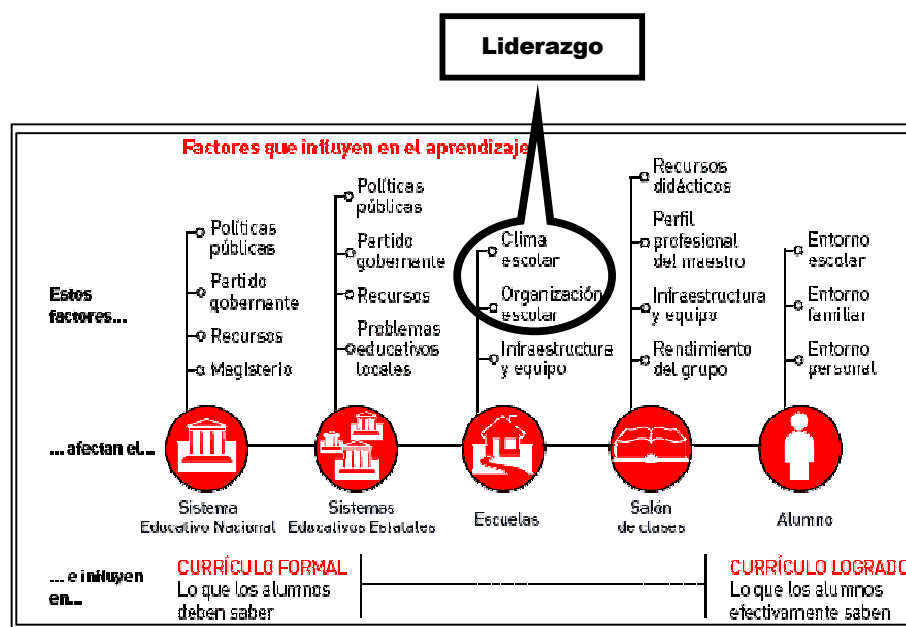 Liderazgo
Factores que influyen en el aprendizaje
Estos
factores...
Políticas
públicas
Partido
gobernante
Recursos
Magisterio
Políticas
públicas
Partido
gobernante
Recursos
Problemas
educativos
locales
Clima
escolar
Organización
escolar
Infraestructura
y equipo
Recursos
didácticos
Perfil
profesional
del maestro
Infraestructura
y equipo
Rendimiento
del grupo
Entorno
escolar
Entorno
familiar
Entorno
personal
... afectan el...
Sistema
Educativo Nacional
Sistemas
Educativos Estatales
Escuelas
Salón
de clases
Alumno
... e influyen
en...
CURRÍCULO FORMAL
Lo que los alumnos
deben saber
CURRÍCULO LOGRADO
Lo que los alumnos
efectivamente saben